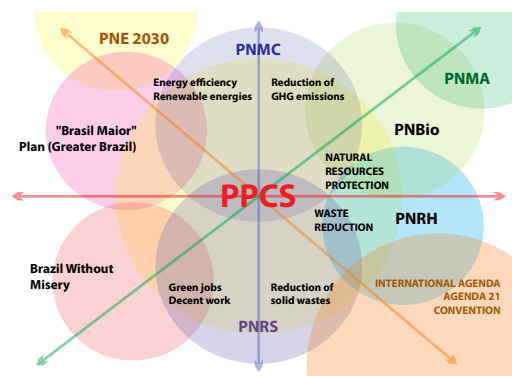 PNE 2030
PNMC
PNMA
Energy efficiency
Renewable energies
Reduction of
GHG emissions
"Brasil Maior"
Plan (Greater Brazil)
PNBio
NATURAL
RESOURCES
PROTECTION
PPCS
WASTE
REDUCTION
PNRH
Brazil Without
Misery
Green jobs
Decent work
Reduction of
solid wastes
INTERNATIONAL AGENDA
AGENDA 21
CONVENTION
PNRS